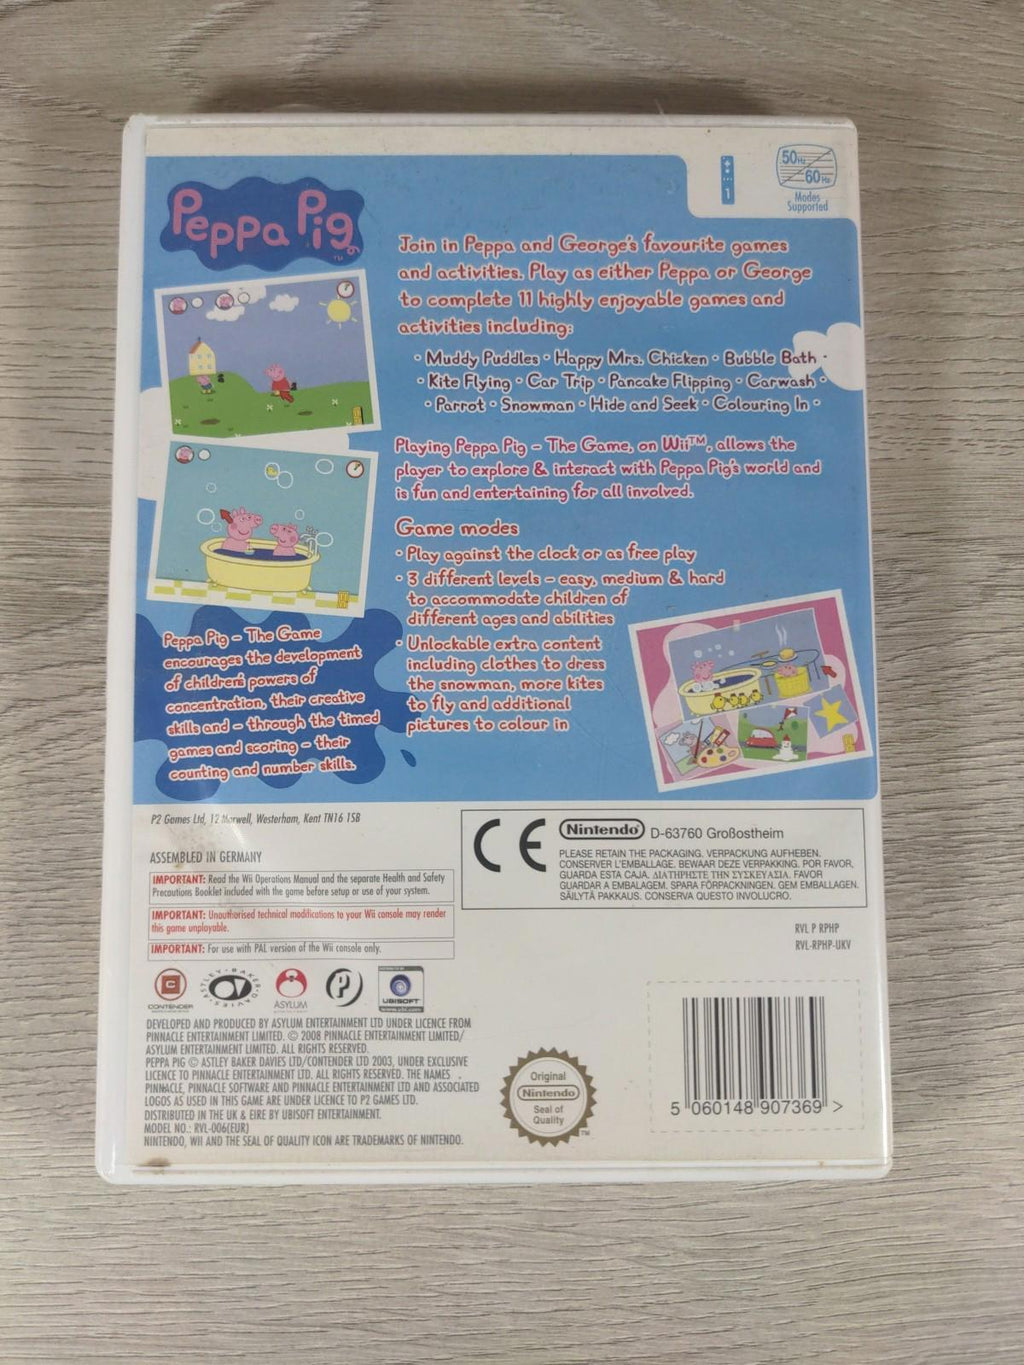 Peppa Pig
TM
1
50Hz
60Hz
Modes
Supported
Join in Peppa and George's favourite games
and activities. Play as either Peppa or George
to complete 11 highly enjoyable games and
activities including:
• Muddy Puddles • Happy Mrs. Chicken • Bubble Bath •
• Kite Flying • Car Trip • Pancake Flipping • Carwash •
• Parrot • Snowman • Hide and Seek • Colouring In •
Playing Peppa Pig – The Game, on Wii™, allows the
player to explore & interact with Peppa Pig's world and
is fun and entertaining for all involved.
Game modes
• Play against the clock or as free play
• 3 different levels – easy, medium & hard
to accommodate children of
different ages and abilities
• Unlockable extra content
including clothes to dress
the snowman, more kites
to fly and additional
pictures to colour in
Peppa Pig – The Game
encourages the development
of children's powers of
concentration, their creative
skills and – through the timed
games and scoring – their
counting and number skills.
P2 Games Ltd, 12 Morwell, Westerham, Kent TN16 1SB
ASSEMBLED IN GERMANY
IMPORTANT: Read the Wii Operations Manual and the separate Health and Safety
Precautions Booklet included with the game before setup or use of your system.
IMPORTANT: Unauthorised technical modifications to your Wii console may render
this game unplayable.
IMPORTANT: For use with PAL version of the Wii console only.
CE
Nintendo D-63760 Großostheim
PLEASE RETAIN THE PACKAGING. VERPACKUNG AUFHEBEN.
CONSERVER L'EMBALLAGE. BEWAAR DEZE VERPAKKING. POR FAVOR,
GUARDA ESTA CAJA. ΔΙΑΤΗΡΗΣΤΕ ΤΗΝ ΣΥΣΚΕΥΑΣΙΑ. FAVOR
GUARDAR A EMBALAGEM. SPARA FÖRPACKNINGEN. GEM EMBALLAGEN.
SÄILYTÄ PAKKAUS. CONSERVA QUESTO INVOLUCRO.
RVL P RPHP
RVL-RPHP-UKV
C
CONTENDER
ASTLEY • BAKER • DAVIES
ASYLUM
P
DISTRIBUTED BY
UBISOFT
www.ubi.com
DEVELOPED AND PRODUCED BY ASYLUM ENTERTAINMENT LTD UNDER LICENCE FROM
PINNACLE ENTERTAINMENT LIMITED. © 2008 PINNACLE ENTERTAINMENT LIMITED/
ASYLUM ENTERTAINMENT LIMITED. ALL RIGHTS RESERVED.
PEPPA PIG © ASTLEY BAKER DAVIES LTD/CONTENDER LTD 2003, UNDER EXCLUSIVE
LICENCE TO PINNACLE ENTERTAINMENT LTD. ALL RIGHTS RESERVED. THE NAMES
PINNACLE, PINNACLE SOFTWARE AND PINNACLE ENTERTAINMENT LTD AND ASSOCIATED
LOGOS AS USED IN THIS GAME ARE UNDER LICENCE TO P2 GAMES LTD.
DISTRIBUTED IN THE UK & EIRE BY UBISOFT ENTERTAINMENT.
MODEL NO.: RVL-006(EUR)
NINTENDO, WII AND THE SEAL OF QUALITY ICON ARE TRADEMARKS OF NINTENDO.
Original
Nintendo
Seal of
Quality
TM
5 060148 907369 >